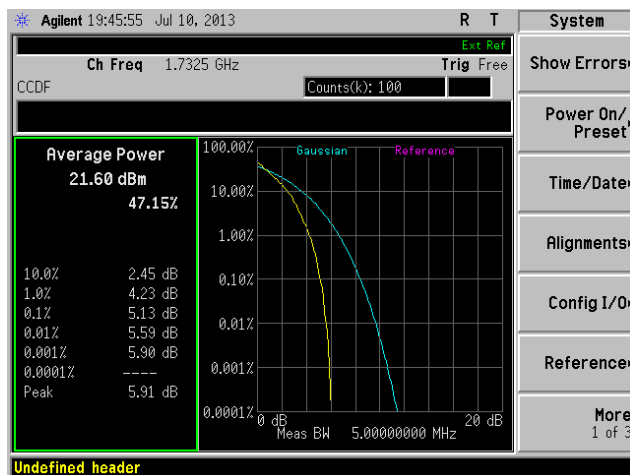 Agilent 19:45:55 Jul 10, 2013 R T
Ext Ref
Ch Freq 1.7325 GHz Trig Free
CCDF Counts(k): 100
Average Power
21.60 dBm
47.15%
10.0% 2.45 dB
1.0% 4.23 dB
0.1% 5.13 dB
0.01% 5.59 dB
0.001% 5.90 dB
0.0001% ----
Peak 5.91 dB
100.00% Gaussian Reference
10.00%
1.00%
0.10%
0.01%
0.001%
0.0001%
0 dB 20 dB
Meas BW 5.00000000 MHz
System
Show Errors
Power On/
Preset
Time/Date
Alignments
Config I/O
Reference
More
1 of 3
Undefined header